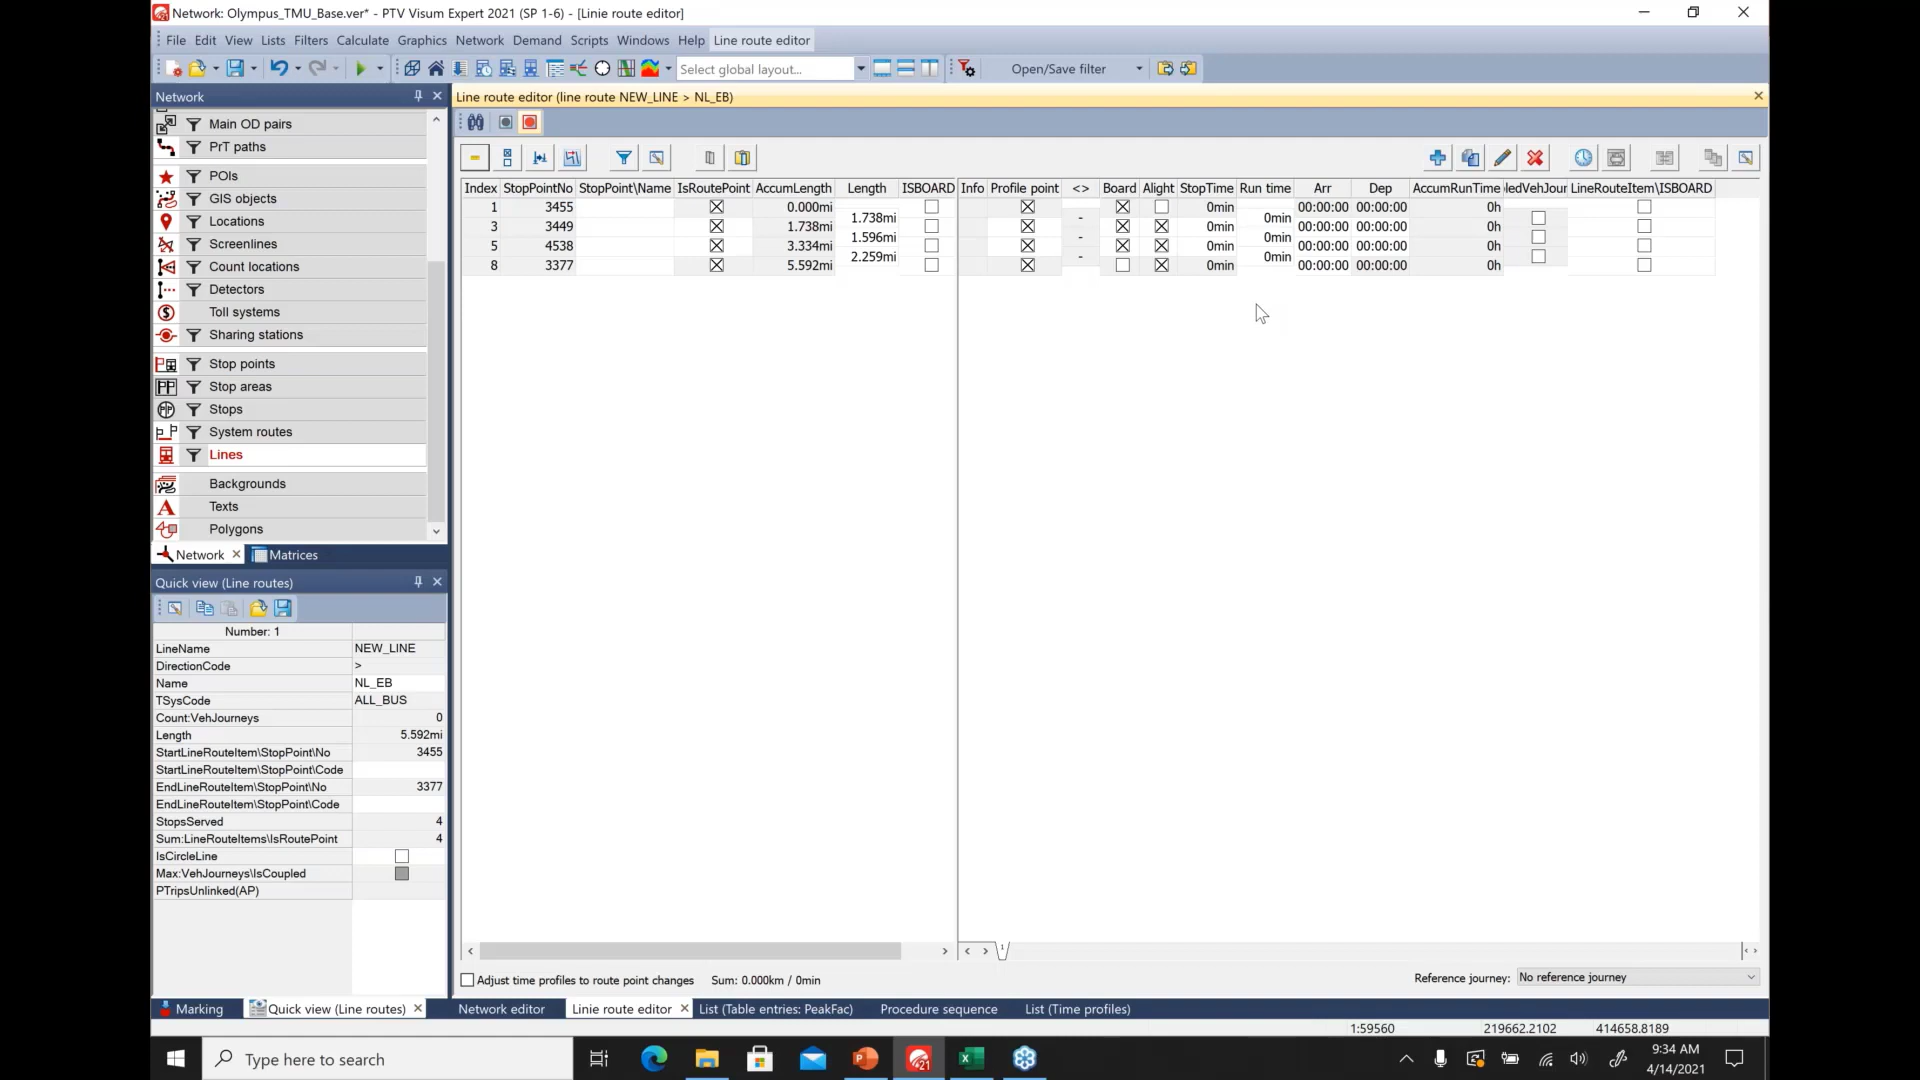 Network: Olympus_TMU_Base.ver* - PTV Visum Expert 2021 (SP 1-6) - [Linie route editor]
File Edit View Lists Filters Calculate Graphics Network Demand Scripts Windows Help Line route editor
Select global layout... Open/Save filter
Network
Main OD pairs
PrT paths
POIs
GIS objects
Locations
Screenlines
Count locations
Detectors
Toll systems
Sharing stations
Stop points
Stop areas
Stops
System routes
Lines
Backgrounds
Texts
Polygons
Network Matrices
Quick view (Line routes)
Number: 1
LineName NEW_LINE
DirectionCode >
Name NL_EB
TSysCode ALL_BUS
Count:VehJourneys 0
Length 5.592mi
StartLineRouteItem\StopPoint\No 3455
StartLineRouteItem\StopPoint\Code
EndLineRouteItem\StopPoint\No 3377
EndLineRouteItem\StopPoint\Code
StopsServed 4
Sum:LineRouteItems\IsRoutePoint 4
IsCircleLine
Max:VehJourneys\IsCoupled
PTripsUnlinked(AP)
Marking Quick view (Line routes)
Line route editor (line route NEW_LINE > NL_EB)
Index StopPointNo StopPoint\Name IsRoutePoint AccumLength Length ISBOARD Info Profile point <> Board Alight StopTime Run time Arr Dep AccumRunTime ledVehJour LineRouteItem\ISBOARD
1 3455 0.000mi 0min 00:00:00 00:00:00 0h
1.738mi - 0min
3 3449 1.738mi 0min 00:00:00 00:00:00 0h
1.596mi - 0min
5 4538 3.334mi 0min 00:00:00 00:00:00 0h
2.259mi - 0min
8 3377 5.592mi 0min 00:00:00 00:00:00 0h
1
Adjust time profiles to route point changes Sum: 0.000km / 0min Reference journey: No reference journey
Network editor Linie route editor List (Table entries: PeakFac) Procedure sequence List (Time profiles)
1:59560 219662.2102 414658.8189
Type here to search
21
9:34 AM
4/14/2021